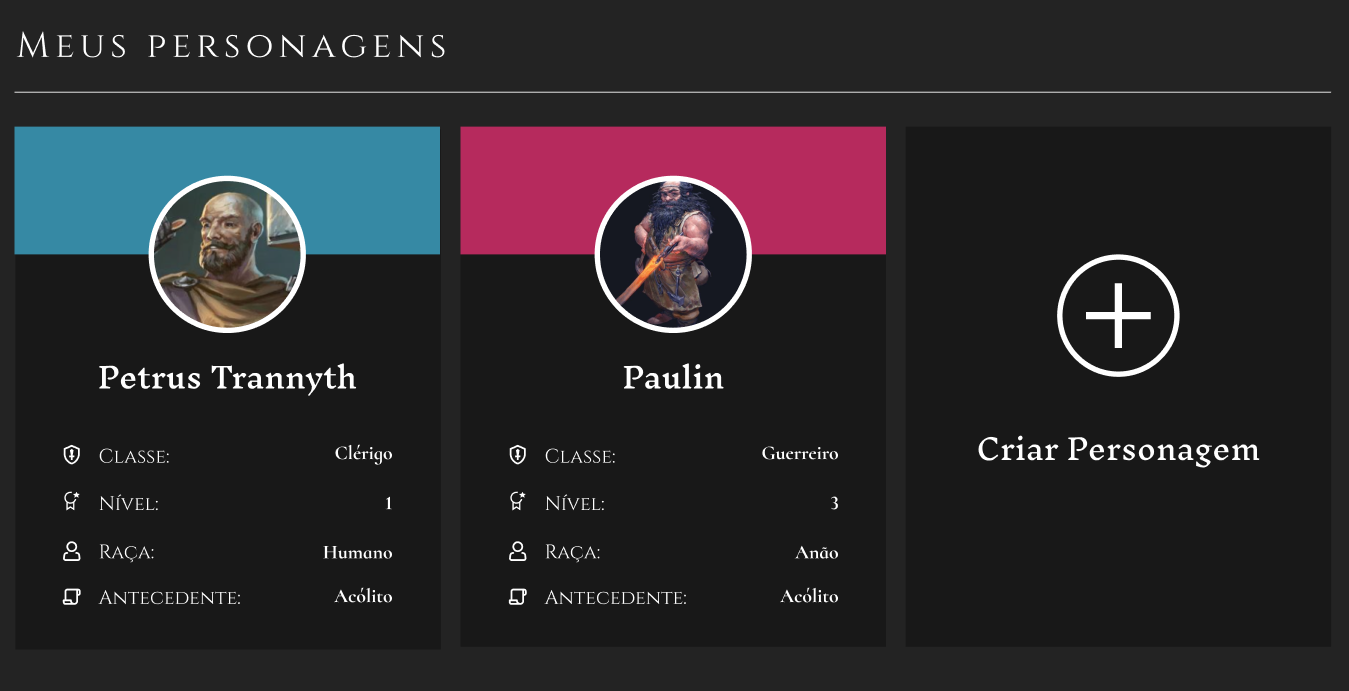 Meus personagens
Petrus Trannyth
Classe: Clérigo
Nível: 1
Raça: Humano
Antecedente: Acólito
Paulin
Classe: Guerreiro
Nível: 3
Raça: Anão
Antecedente: Acólito
Criar Personagem